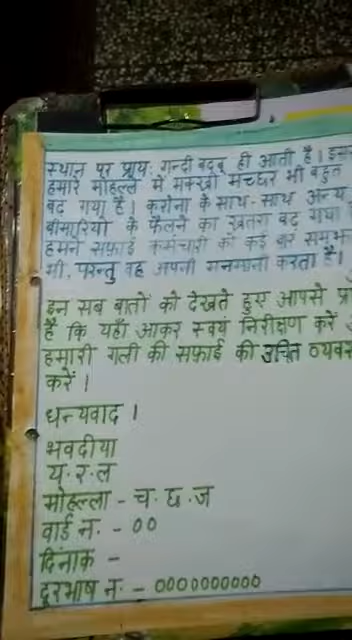 स्थान पर प्राय: गन्दी बदबू ही आती है।
हमारे मोहल्ले में मक्खी मच्छर भी बहुत
बढ़ गया है। करोना के साथ-साथ अन्य
बीमारियो के फैलने का खतरा बढ़ गया
हमने सफाई कर्मचारी को कई बार
भी, परन्तु वह अपनी मनमानी करता है।
इन सब बातों को देखते हुए आपसे
है कि यहाँ आकर स्वयं निरीक्षण करें
हमारी गली की सफ़ाई की उचित
करें।
धन्यवाद।
भवदीया
य.र.ल
मोहल्ला - च.छ.ज
वार्ड न. - 00
दिनांक -
दूरभाष न. - 0000000000